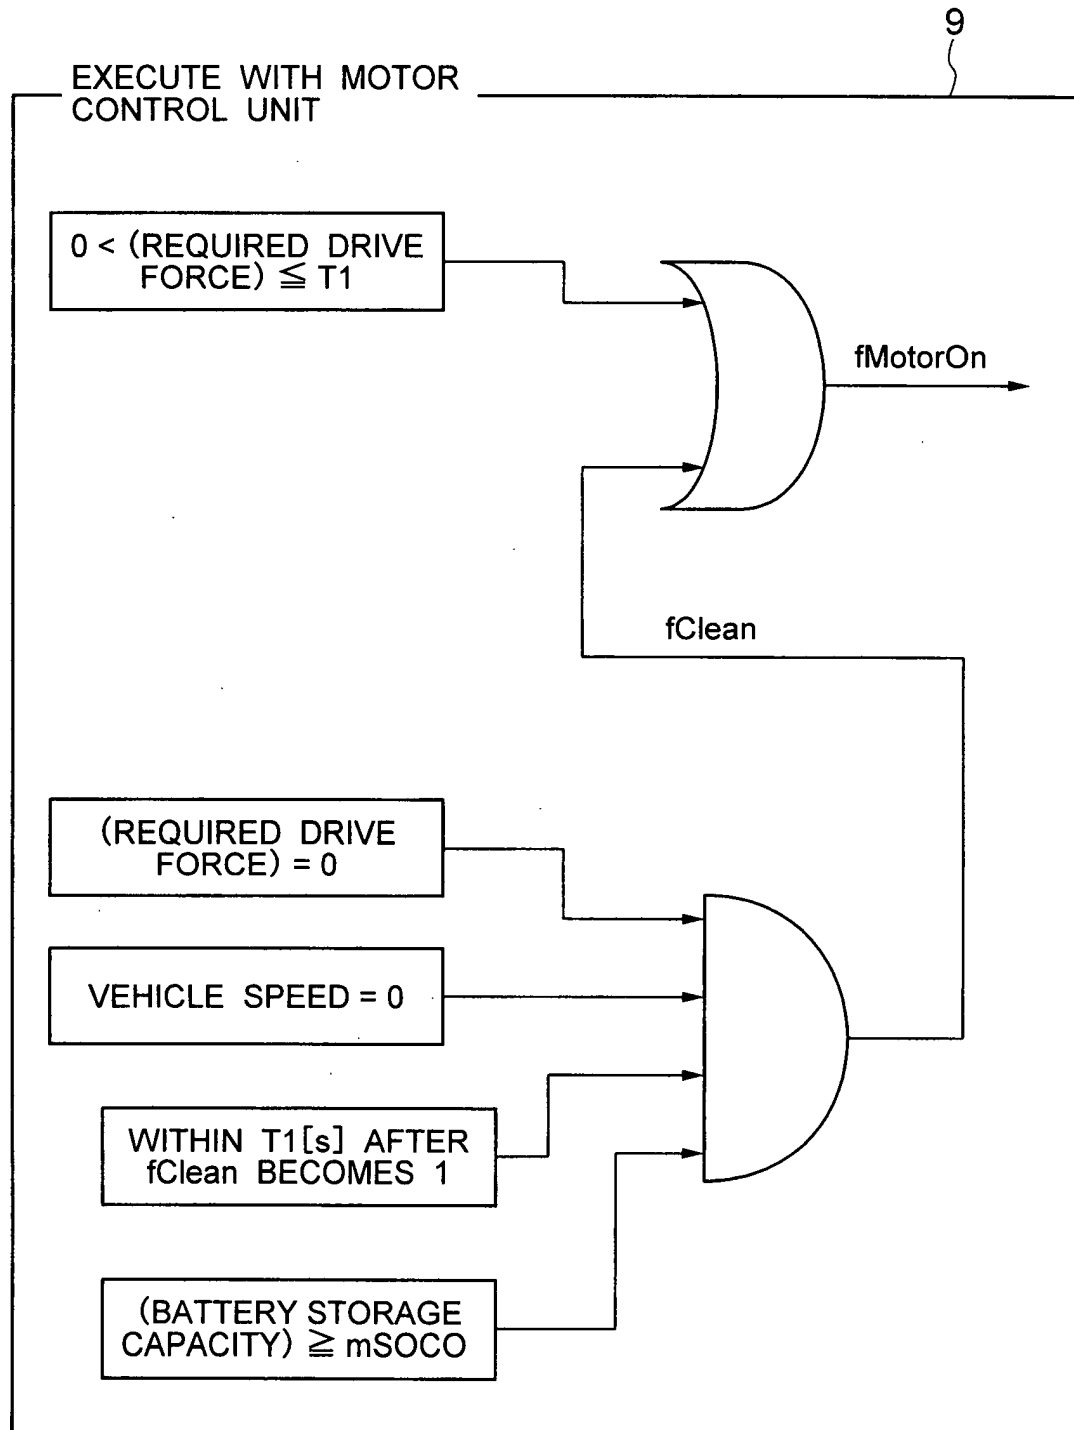 9
EXECUTE WITH MOTOR
CONTROL UNIT
0 < (REQUIRED DRIVE
FORCE) ≦ T1
fMotorOn
fClean
(REQUIRED DRIVE
FORCE) = 0
VEHICLE SPEED = 0
WITHIN T1[s] AFTER
fClean BECOMES 1
(BATTERY STORAGE
CAPACITY) ≧ mSOCO